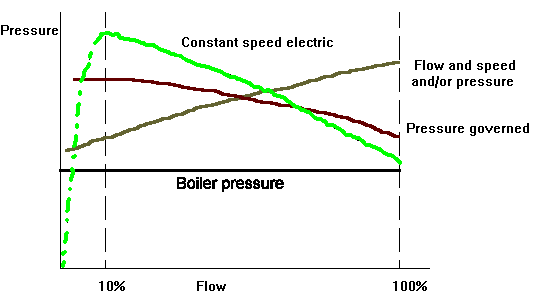 Pressure
Constant speed electric
Flow and speed
and/or pressure
Pressure governed
Boiler pressure
10%
Flow
100%